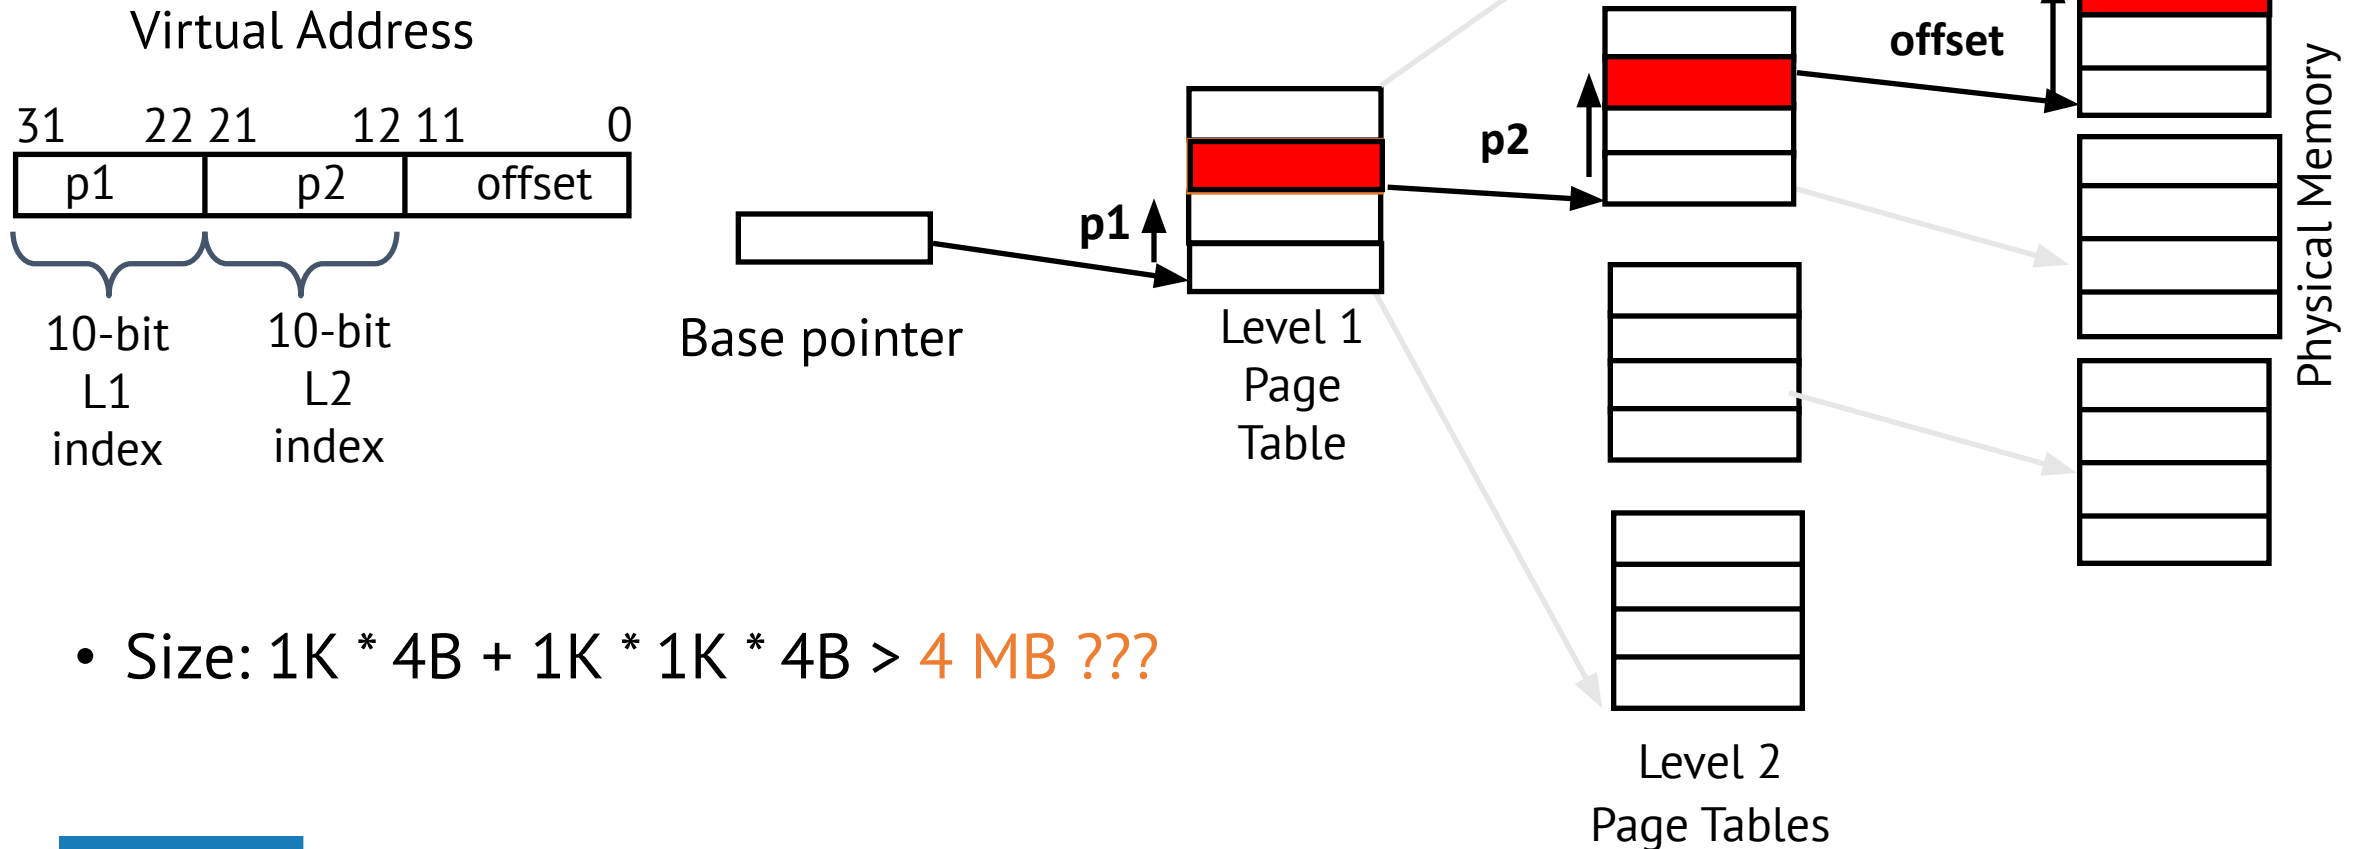 Virtual Address
31 22 21 12 11 0
p1 p2 offset
10-bit
L1
index
10-bit
L2
index
Base pointer
p1
Level 1
Page
Table
p2
offset
Physical Memory
Level 2
Page Tables
• Size: 1K * 4B + 1K * 1K * 4B > 4 MB ???